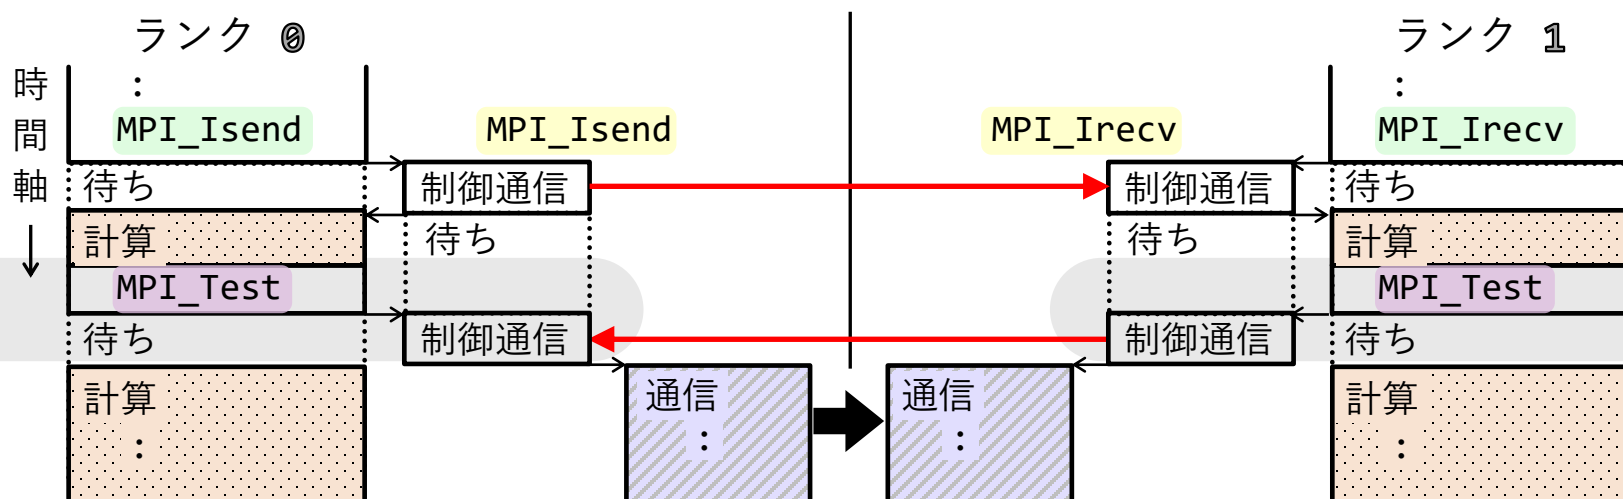 ランク 0
ランク 1
時間軸
:
:
MPI_Isend
MPI_Isend
MPI_Irecv
MPI_Irecv
待ち
制御通信
制御通信
待ち
計算
待ち
待ち
計算
MPI_Test
MPI_Test
待ち
制御通信
制御通信
待ち
計算
:
通信
:
通信
:
計算
: